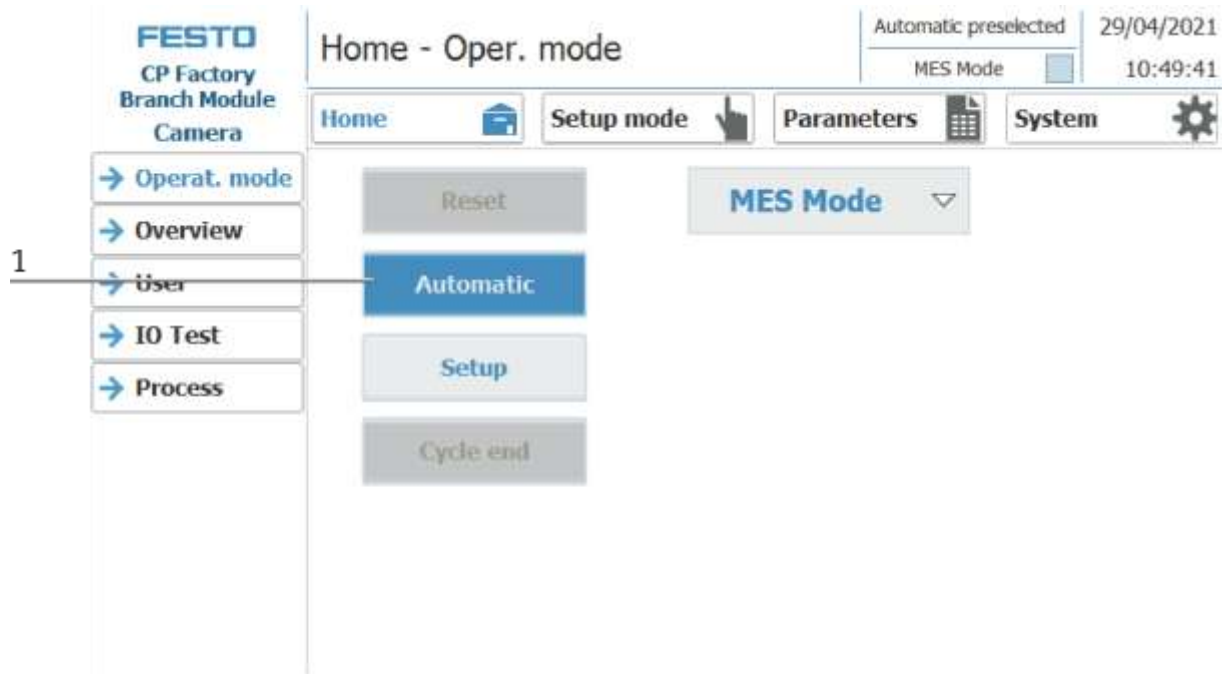 FESTO
CP Factory
Branch Module
Camera
Home - Oper. mode
Automatic preselected
MES Mode
29/04/2021
10:49:41
Home
Setup mode
Parameters
System
Operat. mode
Overview
User
IO Test
Process
1
Reset
Automatic
Setup
Cycle end
MES Mode